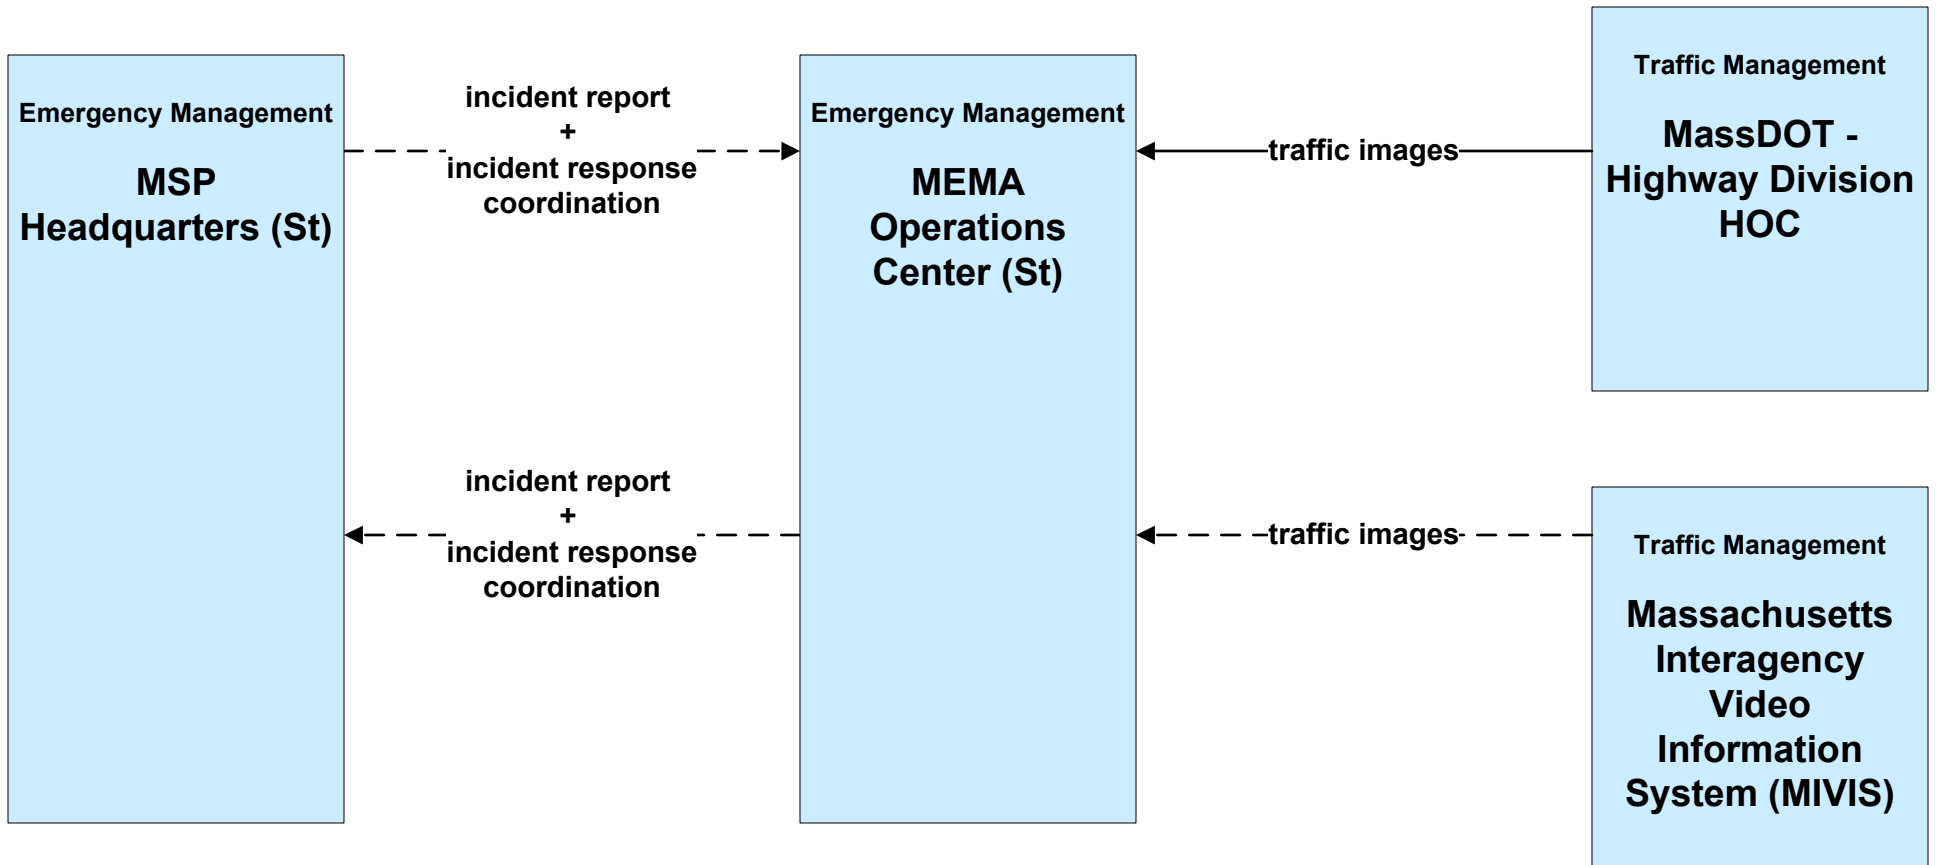 Emergency Management
MSP
Headquarters (St)
incident report
+
incident response
coordination
incident report
+
incident response
coordination
Emergency Management
MEMA
Operations
Center (St)
traffic images
traffic images
Traffic Management
MassDOT -
Highway Division
HOC
Traffic Management
Massachusetts
Interagency
Video
Information
System (MIVIS)